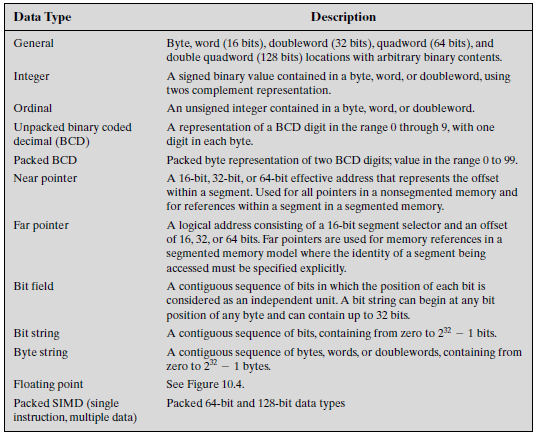 Data Type Description
General Byte, word (16 bits), doubleword (32 bits), quadword (64 bits), and
double quadword (128 bits) locations with arbitrary binary contents.
Integer A signed binary value contained in a byte, word, or doubleword, using
twos complement representation.
Ordinal An unsigned integer contained in a byte, word, or doubleword.
Unpacked binary coded A representation of a BCD digit in the range 0 through 9, with one
decimal (BCD) digit in each byte.
Packed BCD Packed byte representation of two BCD digits; value in the range 0 to 99.
Near pointer A 16-bit, 32-bit, or 64-bit effective address that represents the offset
within a segment. Used for all pointers in a nonsegmented memory and
for references within a segment in a segmented memory.
Far pointer A logical address consisting of a 16-bit segment selector and an offset
of 16, 32, or 64 bits. Far pointers are used for memory references in a
segmented memory model where the identity of a segment being
accessed must be specified explicitly.
Bit field A contiguous sequence of bits in which the position of each bit is
considered as an independent unit. A bit string can begin at any bit
position of any byte and can contain up to 32 bits.
Bit string A contiguous sequence of bits, containing from zero to 2³² − 1 bits.
Byte string A contiguous sequence of bytes, words, or doublewords, containing from
zero to 2³² − 1 bytes.
Floating point See Figure 10.4.
Packed SIMD (single Packed 64-bit and 128-bit data types
instruction, multiple data)